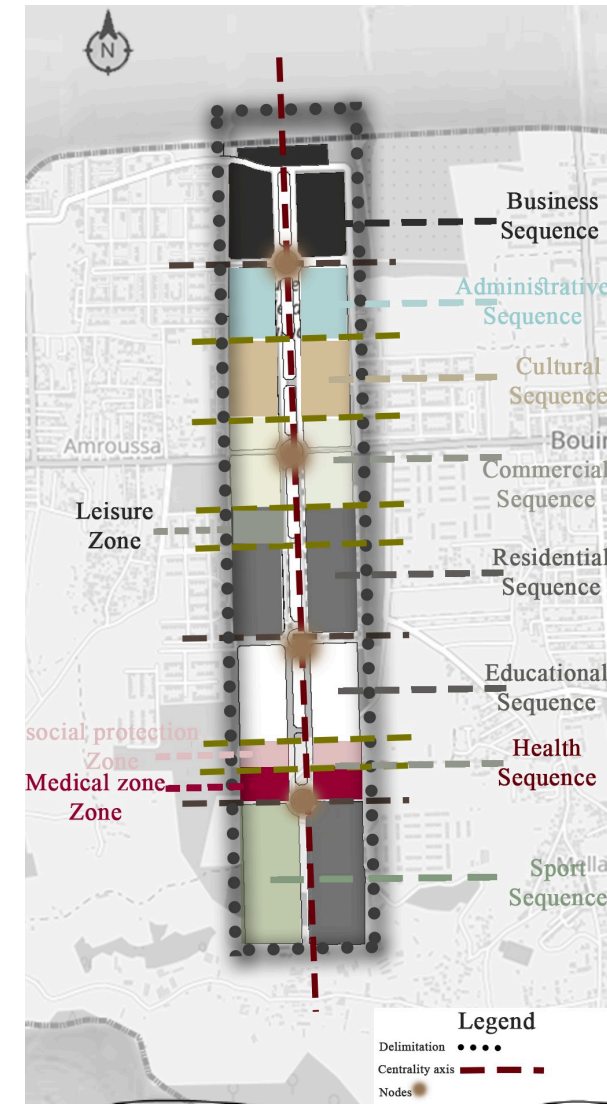 N
Business
Sequence
Administrative
Sequence
Cultural
Sequence
Amroussa
Bouin
Commercial
Sequence
Leisure
Zone
Residential
Sequence
Educational
Sequence
social protection
Zone
Health
Sequence
Medical zone
Zone
Sport
Sequence
Legend
Delimitation
Centrality axis
Nodes